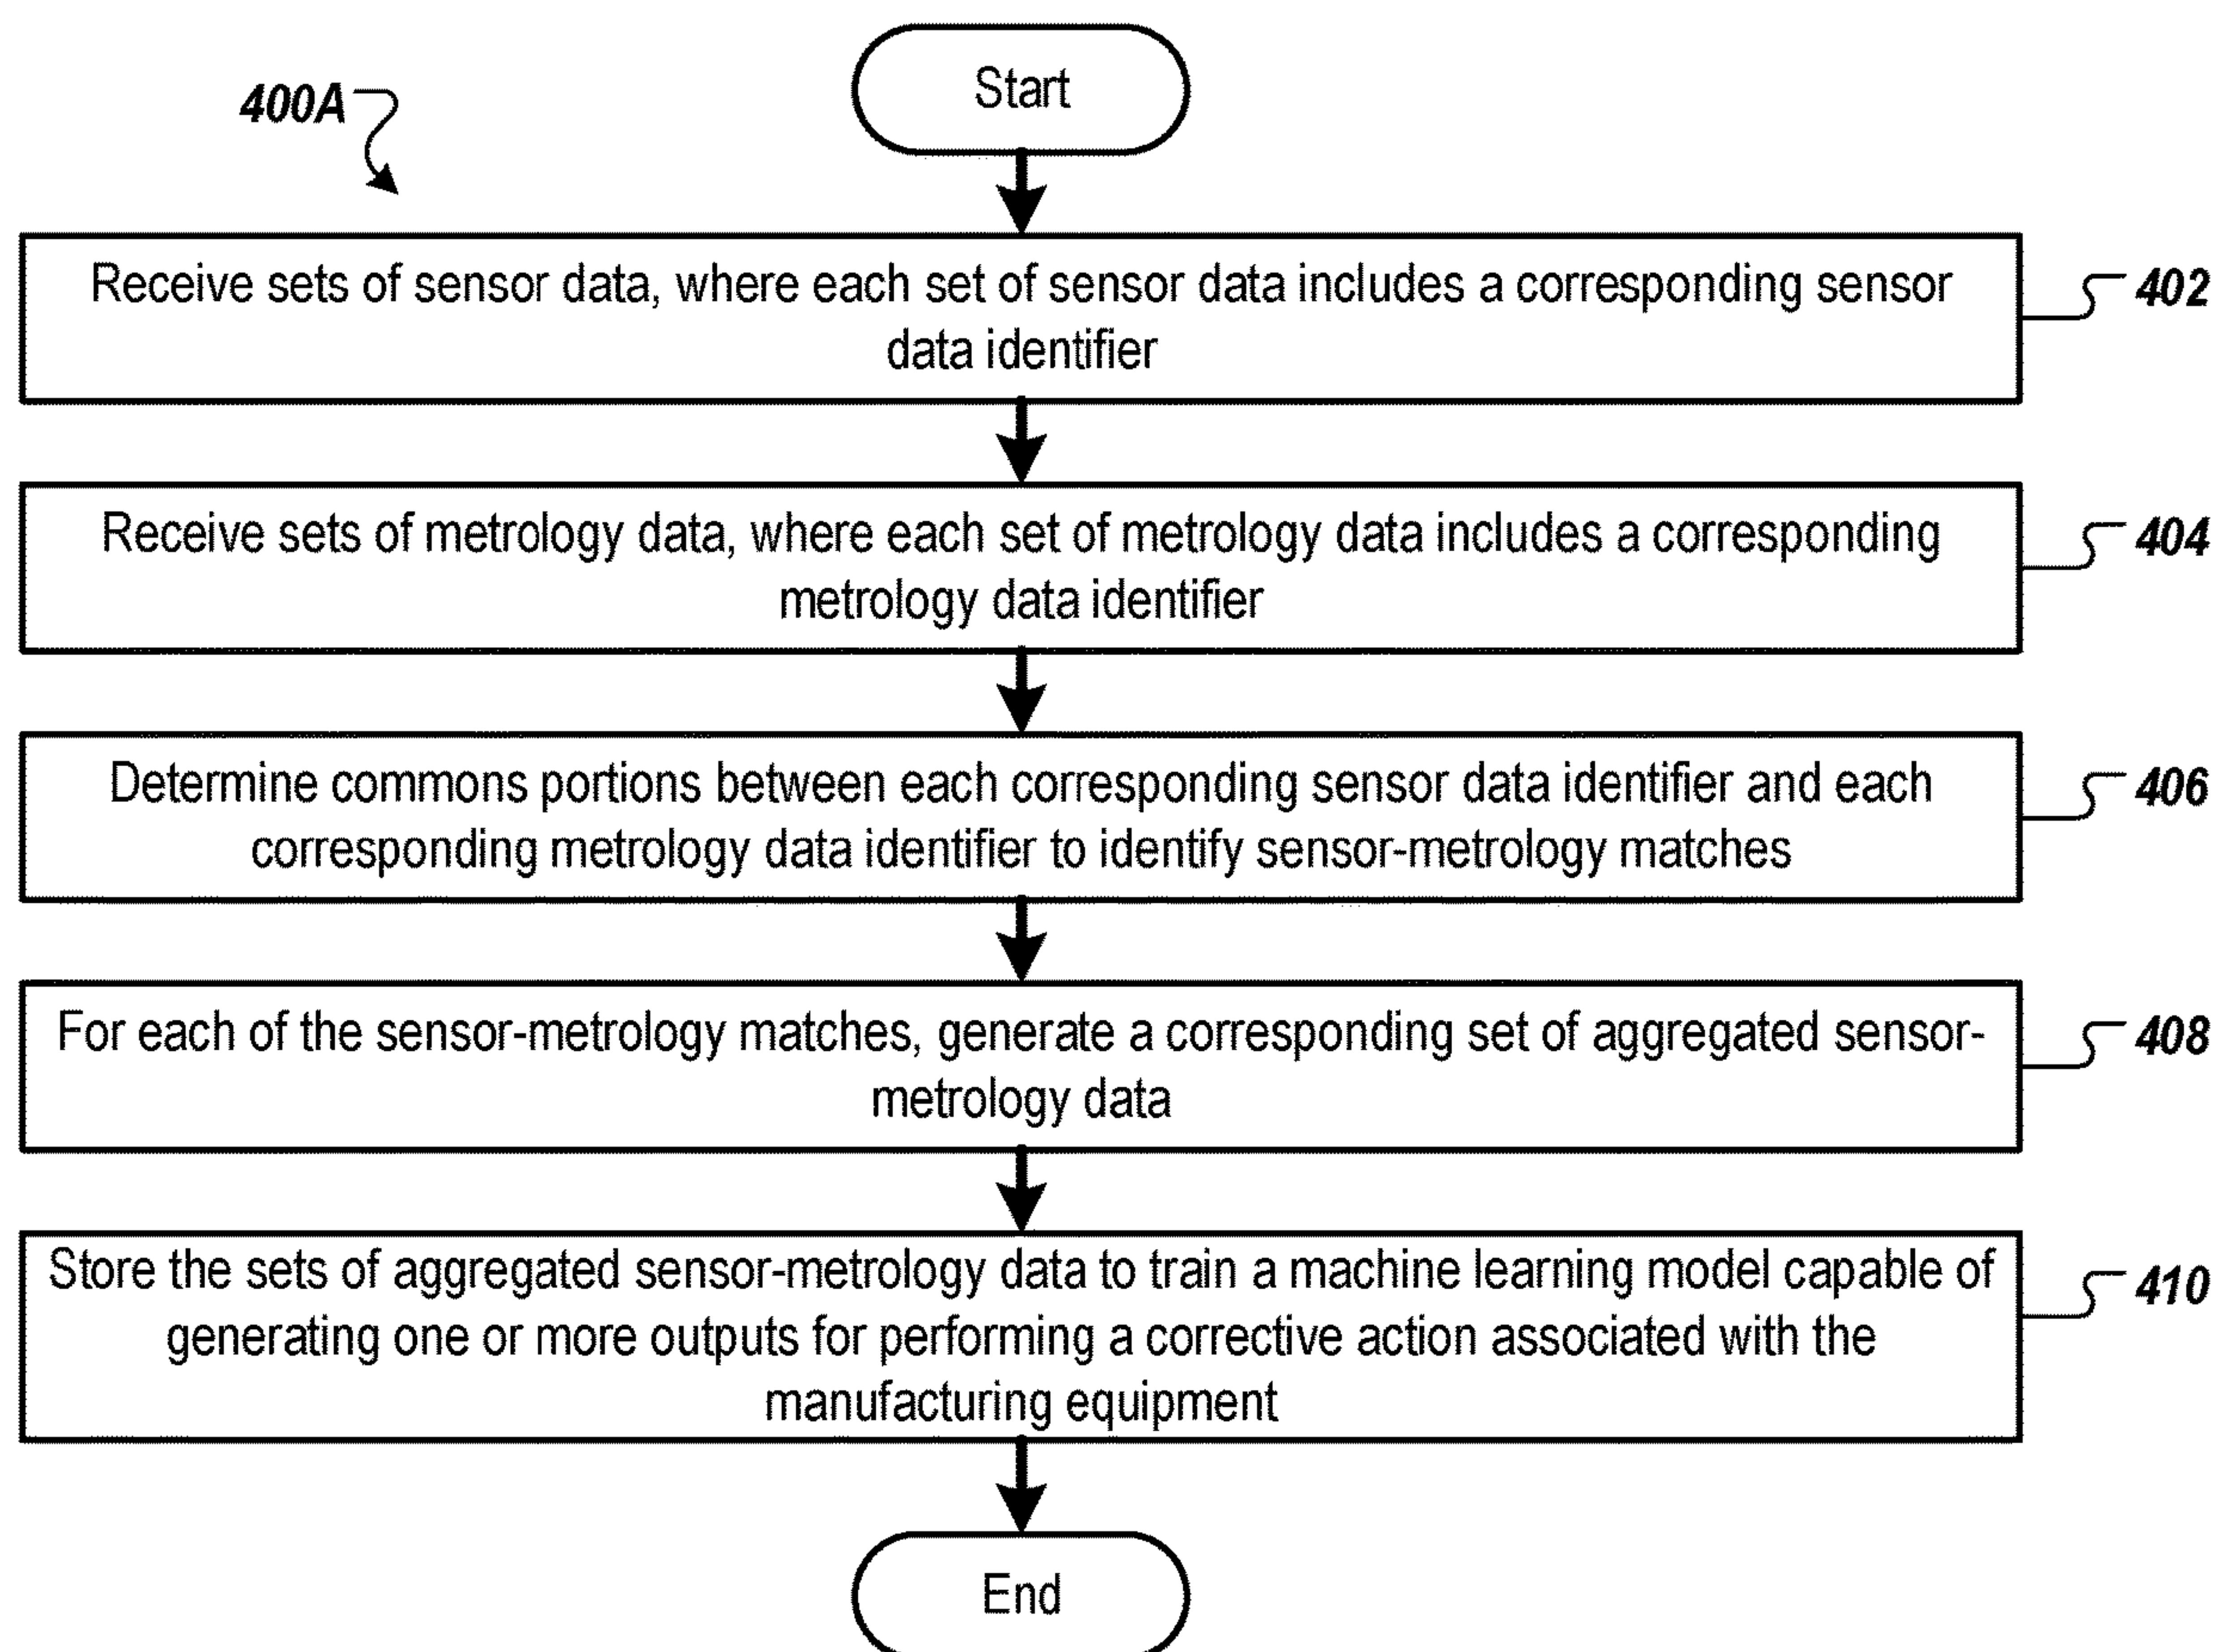 Start
400A
Receive sets of sensor data, where each set of sensor data includes a corresponding sensor
data identifier
402
Receive sets of metrology data, where each set of metrology data includes a corresponding
metrology data identifier
404
Determine commons portions between each corresponding sensor data identifier and each
corresponding metrology data identifier to identify sensor-metrology matches
406
For each of the sensor-metrology matches, generate a corresponding set of aggregated sensor-
metrology data
408
Store the sets of aggregated sensor-metrology data to train a machine learning model capable of
generating one or more outputs for performing a corrective action associated with the
manufacturing equipment
410
End